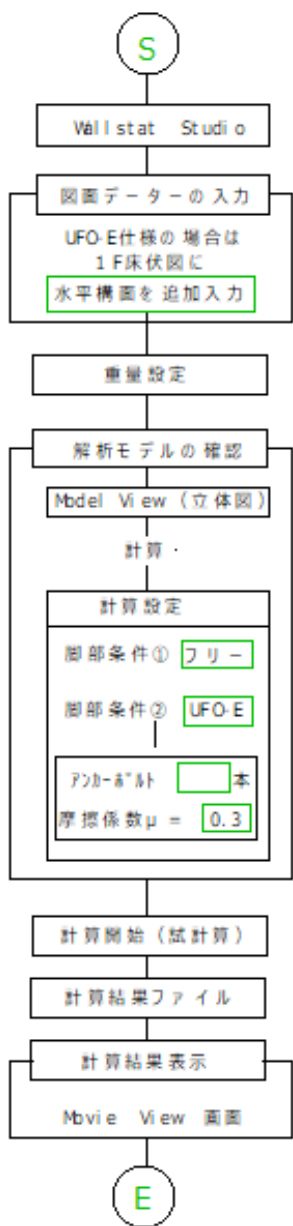 S
Wallstat Studio
図面データーの入力
UFO-E仕様の場合は
1F床伏図に
水平構面を追加入力
重量設定
解析モデルの確認
Model View (立体図)
計算・
計算設定
脚部条件① フリー
脚部条件② UFO-E
ｱﾝｶｰﾎﾞﾙﾄ 本
摩擦係数μ = 0.3
計算開始(試計算)
計算結果ファイル
計算結果表示
Movie View 画面
E